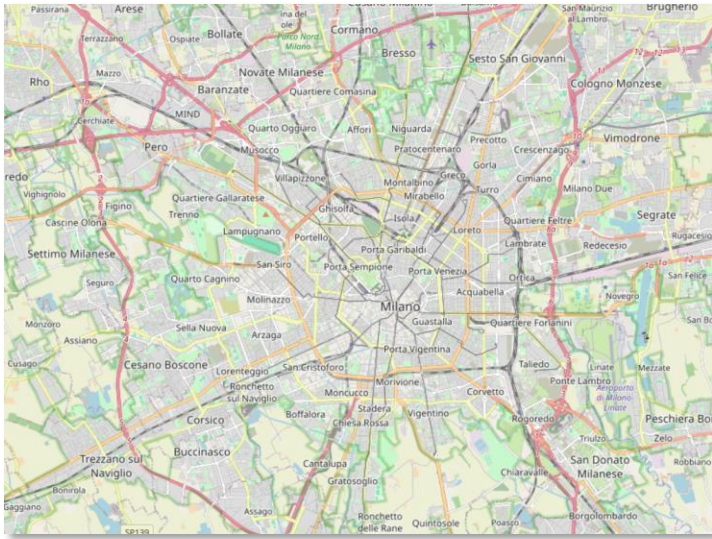 Passirana
Arese
Cormano
San Maurizio
al Lambro
Brugherio
Terrazzano
Ospiate
Bollate
Parco Nord
Milano
Bresso
Sesto San Giovanni
Rho
Mazzo
Novate Milanese
Baranzate
Quartiere Comasina
Cologno Monzese
Cerchiate
MIND
Quarto Oggiaro
Affori
Niguarda
Precotto
Vimodrone
Pero
Musocco
Pratocentenaro
Gorla
Crescenzago
Vighignolo
Figino
Villapizzone
Montalbino
Greco
Turro
Cimiano
Milano Due
Quartiere Gallaratese
Mirabello
Trenno
Ghisolfa
Isola
Cascine Olona
Lampugnano
Portello
Loreto
Quartiere Feltre
Segrate
Settimo Milanese
Porta Garibaldi
Lambrate
Redecesio
San Siro
Porta Sempione
Porta Venezia
Seguro
Quarto Cagnino
Ortica
San Felice
Molinazzo
Acquabella
Novegro
Milano
Monzoro
Sella Nuova
Guastalla
Quartiere Forlanini
Assiano
Arzaga
Porta Vigentina
Cusago
Cesano Boscone
Lorenteggio
San Cristoforo
Taliedo
Linate
Mezzate
Ronchetto
sul Naviglio
Morivione
Ponte Lambro
Aeroporto
di Milano
Linate
Moncucco
Corvetto
Corsico
Boffalora
Stadera
Vigentino
Rogoredo
Chiesa Rossa
Peschiera Bo
Triulzo
Zelo
Trezzano sul
Naviglio
Buccinasco
Cantalupa
Chiaravalle
San Donato
Milanese
Robbiano
Bonirola
Gratosoglio
Gaggiano
Assago
Ronchetto
delle Rane
Quintosole
Poasco
Borgolombardo
SP139